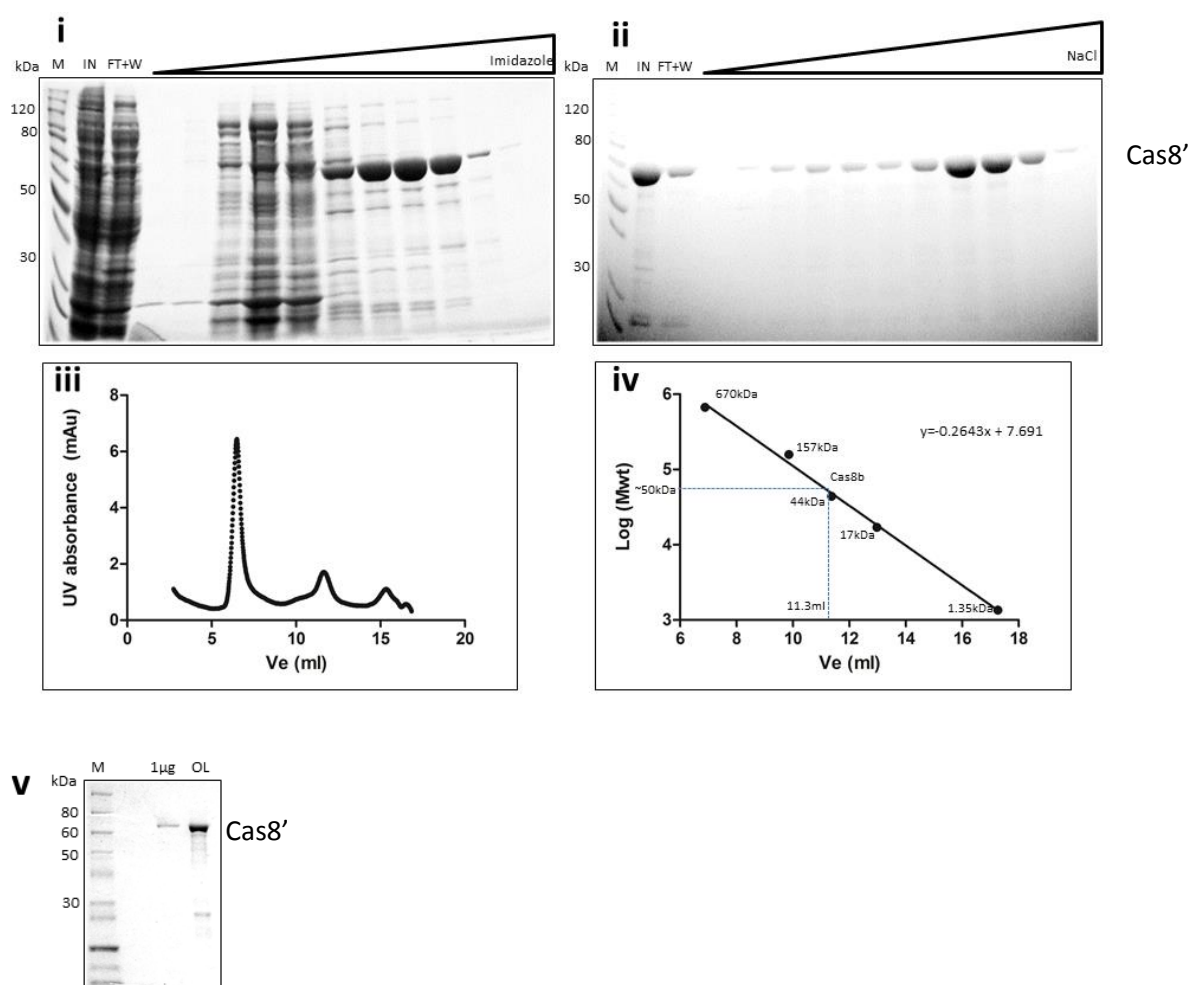 i
kDa M IN FT+W
Imidazole
120
80
50
30
ii
kDa M IN FT+W
NaCl
120
80
50
30
Cas8’
iii
UV absorbance (mAu)
8
6
4
2
0
0 5 10 15 20
Ve (ml)
iv
Log (Mwt)
6
5
4
3
670kDa
y=-0.2643x + 7.691
157kDa
Cas8b
~50kDa
44kDa
17kDa
11.3ml
1.35kDa
6 8 10 12 14 16 18
Ve (ml)
v
kDa M 1µg OL
80
60
50
30
Cas8’